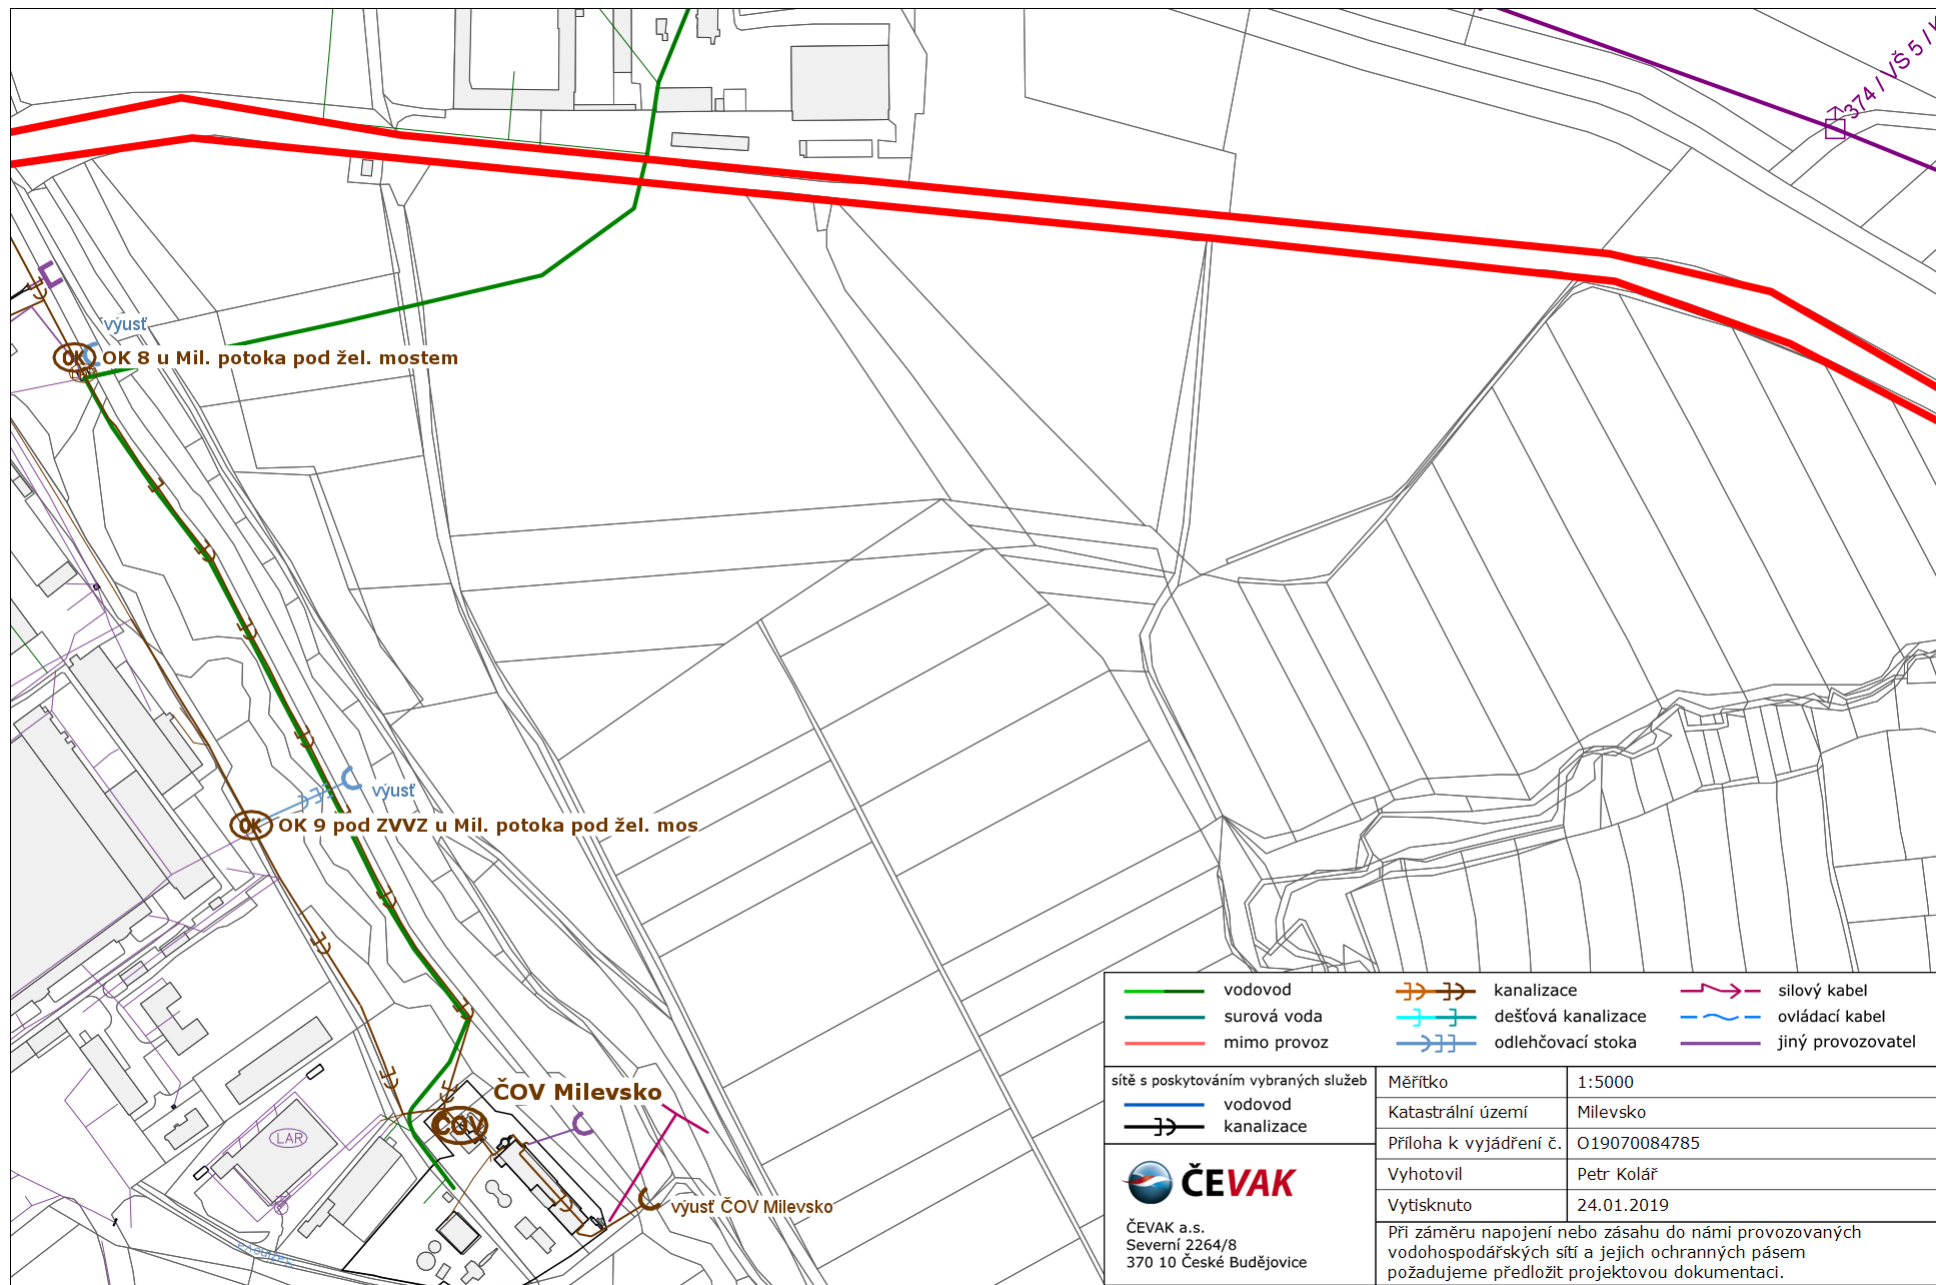 374 / VŠ 5 /
výusť
OK
OK 8 u Mil. potoka pod žel. mostem
výusť
OK
OK 9 pod ZVVZ u Mil. potoka pod žel. mos
ČOV Milevsko
ČOV
LAR
výusť ČOV Milevsko
vodovod
kanalizace
silový kabel
surová voda
dešťová kanalizace
ovládací kabel
mimo provoz
odlehčovací stoka
jiný provozovatel
sítě s poskytováním vybraných služeb
vodovod
kanalizace
Měřítko 1:5000
Katastrální území Milevsko
Příloha k vyjádření č. O19070084785
Vyhotovil Petr Kolář
Vytisknuto 24.01.2019
ČEVAK
ČEVAK a.s.
Severní 2264/8
370 10 České Budějovice
Při záměru napojení nebo zásahu do námi provozovaných
vodohospodářských sítí a jejich ochranných pásem
požadujeme předložit projektovou dokumentaci.